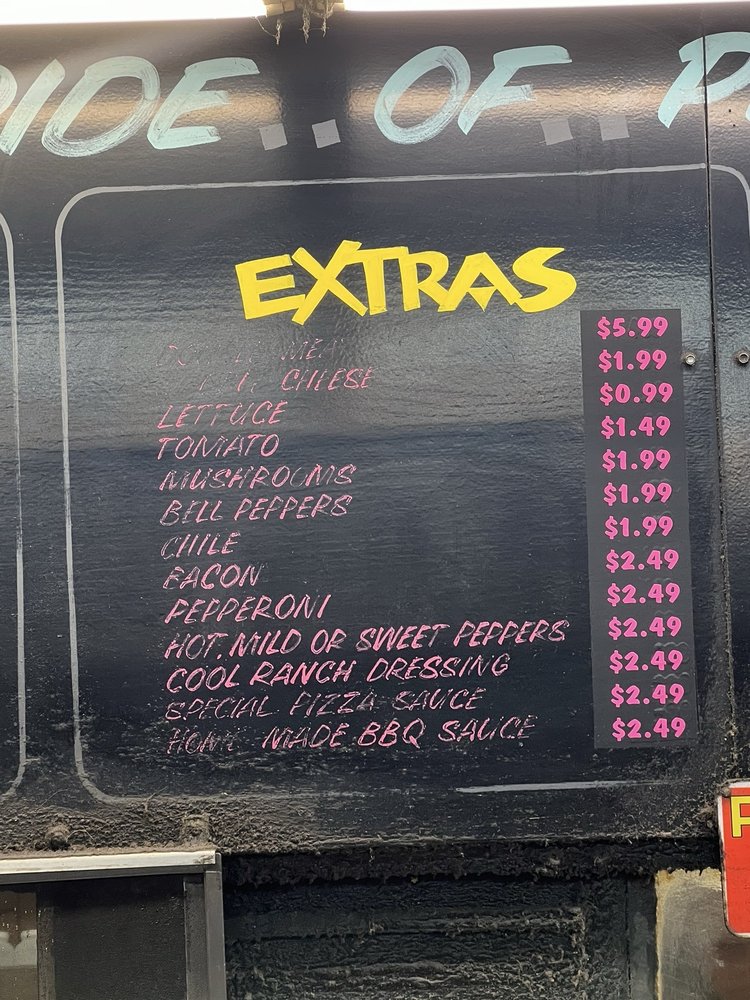 OF
EXTRAS
$5.99
CHEESE $1.99
LETTUCE $0.99
TOMATO $1.49
MUSHROOMS $1.99
BELL PEPPERS $1.99
CHILE $1.99
BACON $2.49
PEPPERONI $2.49
HOT, MILD OR SWEET PEPPERS $2.49
COOL RANCH DRESSING $2.49
SPECIAL PIZZA SAUCE $2.49
HOME MADE BBQ SAUCE $2.49